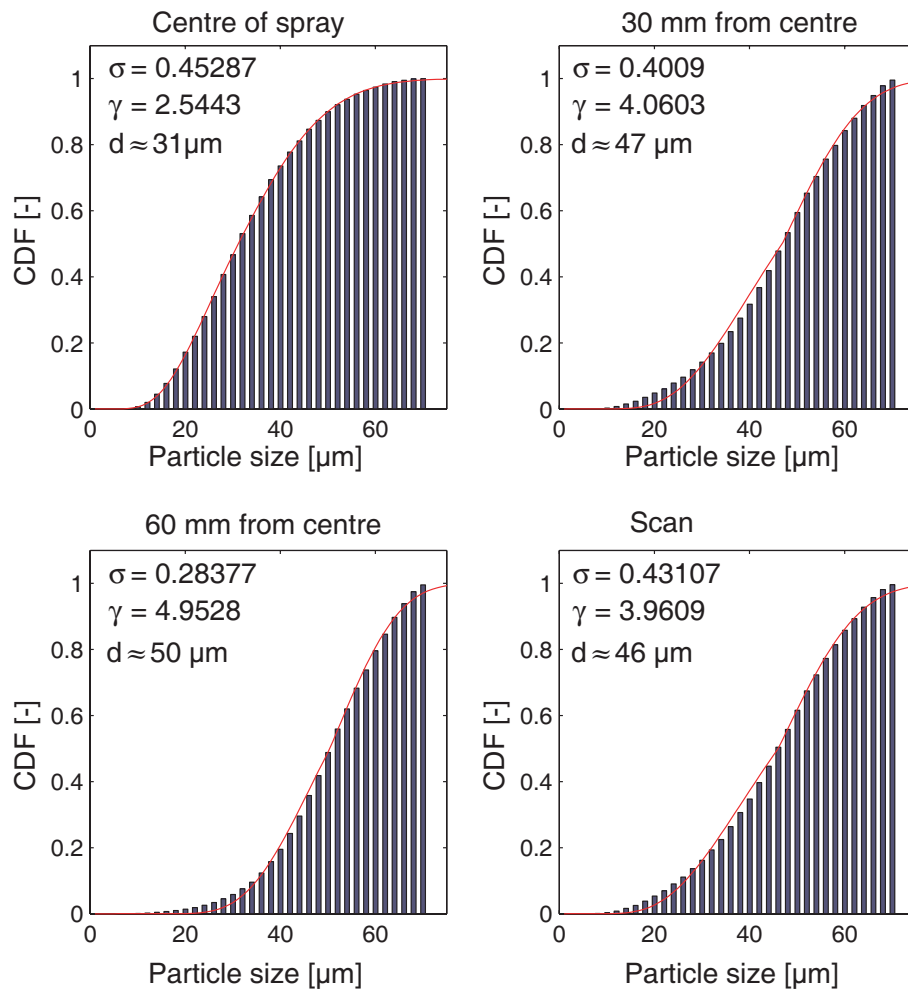 Centre of spray
σ = 0.45287
γ = 2.5443
d ≈ 31µm
CDF [-]
1
0.8
0.6
0.4
0.2
0
0 20 40 60
Particle size [µm]
30 mm from centre
σ = 0.4009
γ = 4.0603
d ≈ 47 µm
CDF [-]
1
0.8
0.6
0.4
0.2
0
0 20 40 60
Particle size [µm]
60 mm from centre
σ = 0.28377
γ = 4.9528
d ≈ 50 µm
CDF [-]
1
0.8
0.6
0.4
0.2
0
0 20 40 60
Particle size [µm]
Scan
σ = 0.43107
γ = 3.9609
d ≈ 46 µm
CDF [-]
1
0.8
0.6
0.4
0.2
0
0 20 40 60
Particle size [µm]